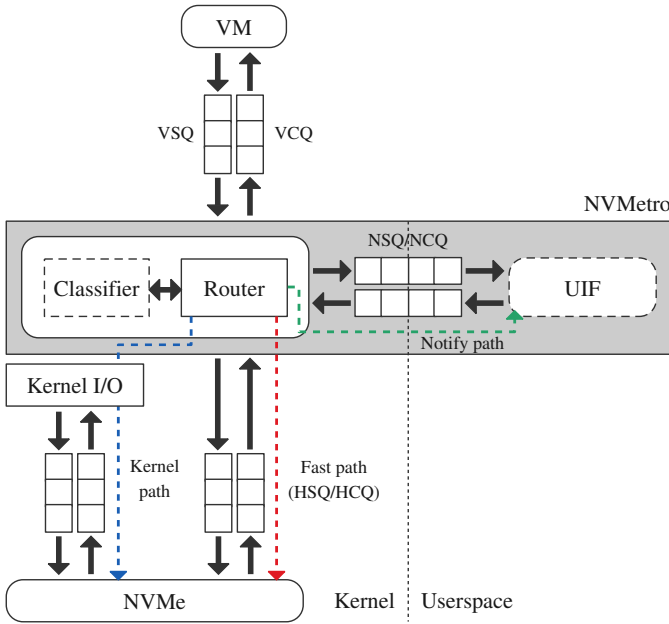 VM
VSQ
VCQ
NVMetro
NSQ/NCQ
Classifier
Router
UIF
Notify path
Kernel I/O
Kernel
path
Fast path
(HSQ/HCQ)
NVMe
Kernel
Userspace